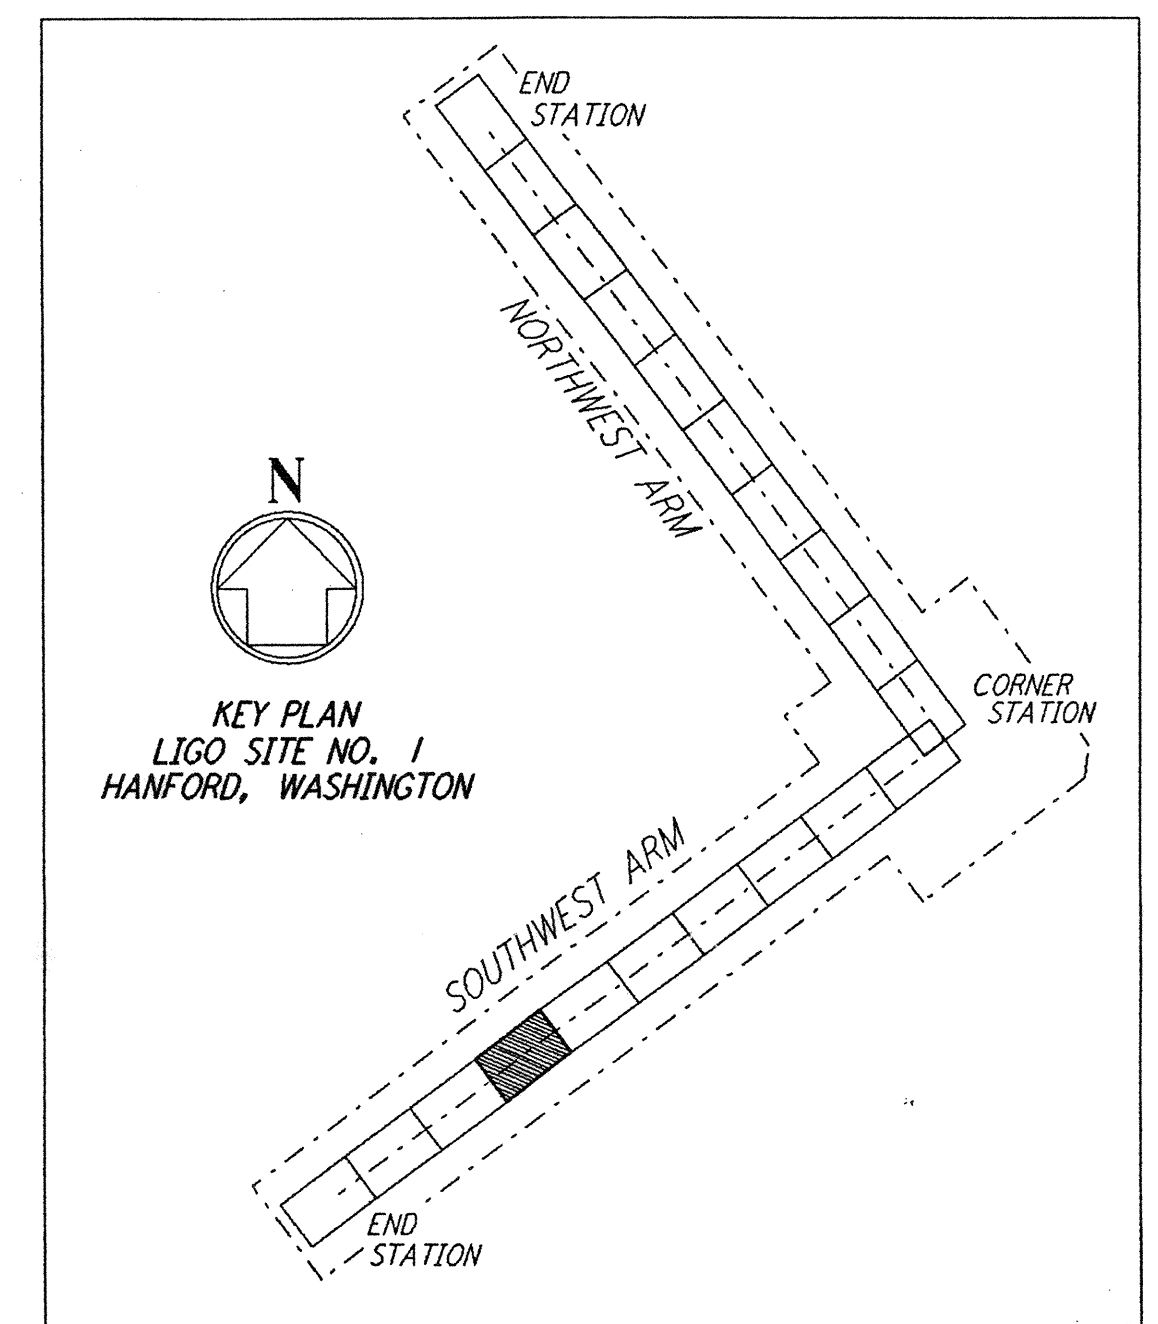 END
STATION
NORTHWEST ARM
N
CORNER
STATION
KEY PLAN
LIGO SITE NO. 1
HANFORD, WASHINGTON
SOUTHWEST ARM
END
STATION